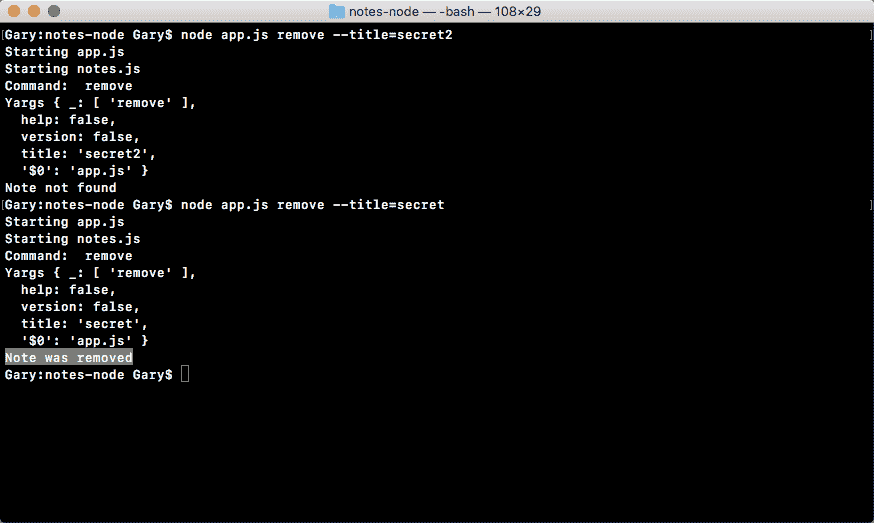 notes-node — -bash — 108×29
[Gary:notes-node Gary$ node app.js remove --title=secret2 ]
Starting app.js
Starting notes.js
Command:  remove
Yargs { _: [ 'remove' ],
  help: false,
  version: false,
  title: 'secret2',
  '$0': 'app.js' }
Note not found
[Gary:notes-node Gary$ node app.js remove --title=secret ]
Starting app.js
Starting notes.js
Command:  remove
Yargs { _: [ 'remove' ],
  help: false,
  version: false,
  title: 'secret',
  '$0': 'app.js' }
Note was removed
Gary:notes-node Gary$